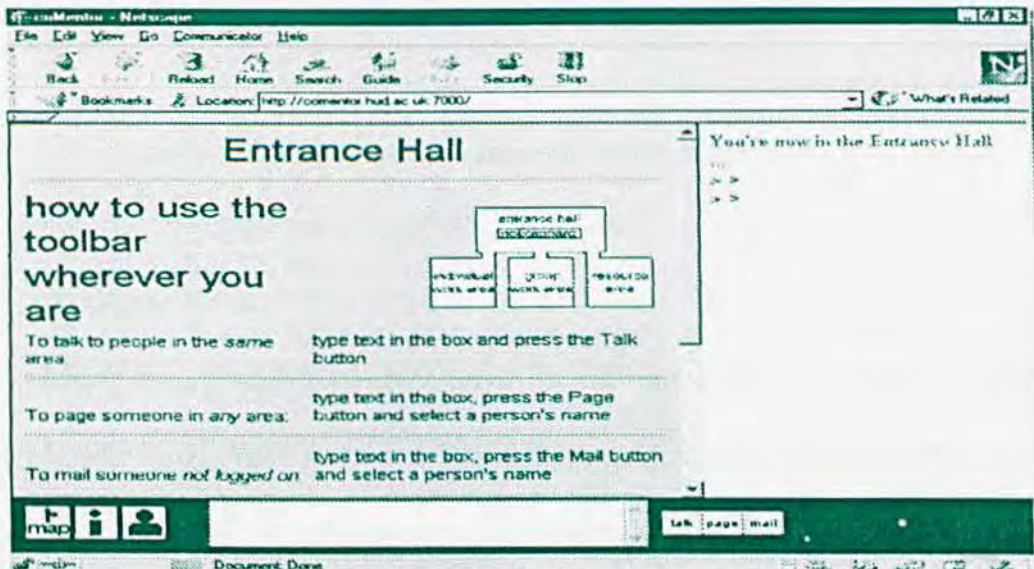 coMentor - Netscape
File Edit View Go Communicator Help
Back Reload Home Search Guide Security Stop
Bookmarks Location: http://comentor.hud.ac.uk:7000/ What's Related
Entrance Hall
how to use the
toolbar
wherever you
are
entrance hall
individual
work area
group
work area
resource
area
To talk to people in the same
area:
type text in the box and press the Talk
button
To page someone in any area:
type text in the box, press the Page
button and select a person's name
To mail someone not logged on
type text in the box, press the Mail button
and select a person's name
You're now in the Entrance Hall
...
> >
> >
map i
talk page mail
Document: Done